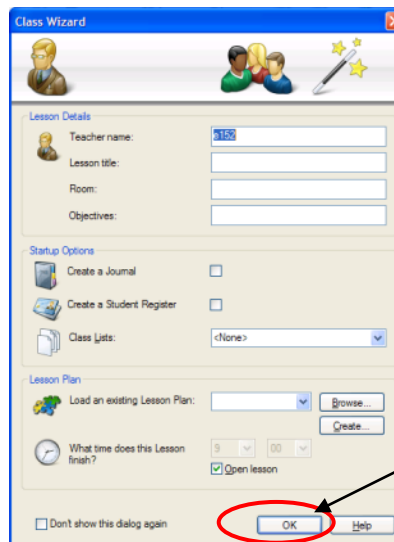 Class Wizard
Lesson Details
Teacher name: a152
Lesson title:
Room:
Objectives:
Startup Options
Create a Journal
Create a Student Register
Class Lists: <None>
Lesson Plan
Load an existing Lesson Plan: Browse...
Create...
What time does this Lesson finish? 9 00
Open lesson
Don't show this dialog again OK Help